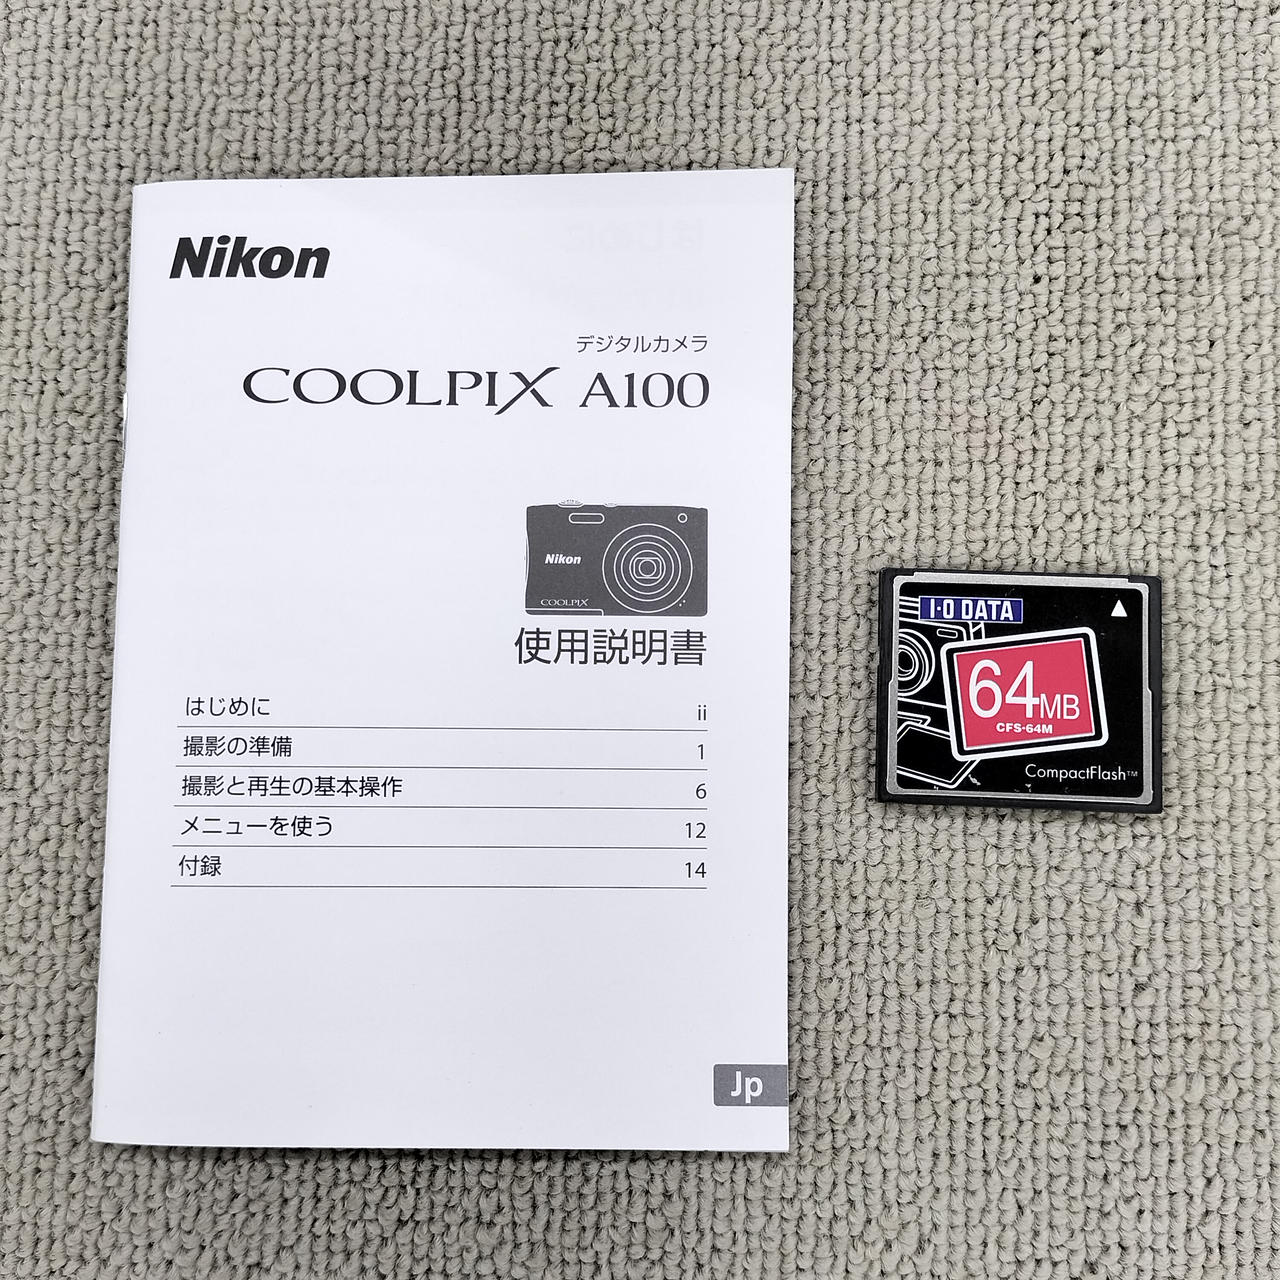 Nikon
デジタルカメラ
COOLPIX A100
Nikon
COOLPIX
使用説明書
はじめに ii
撮影の準備 1
撮影と再生の基本操作 6
メニューを使う 12
付録 14
Jp
I-O DATA
64MB
CFS-64M
CompactFlash™